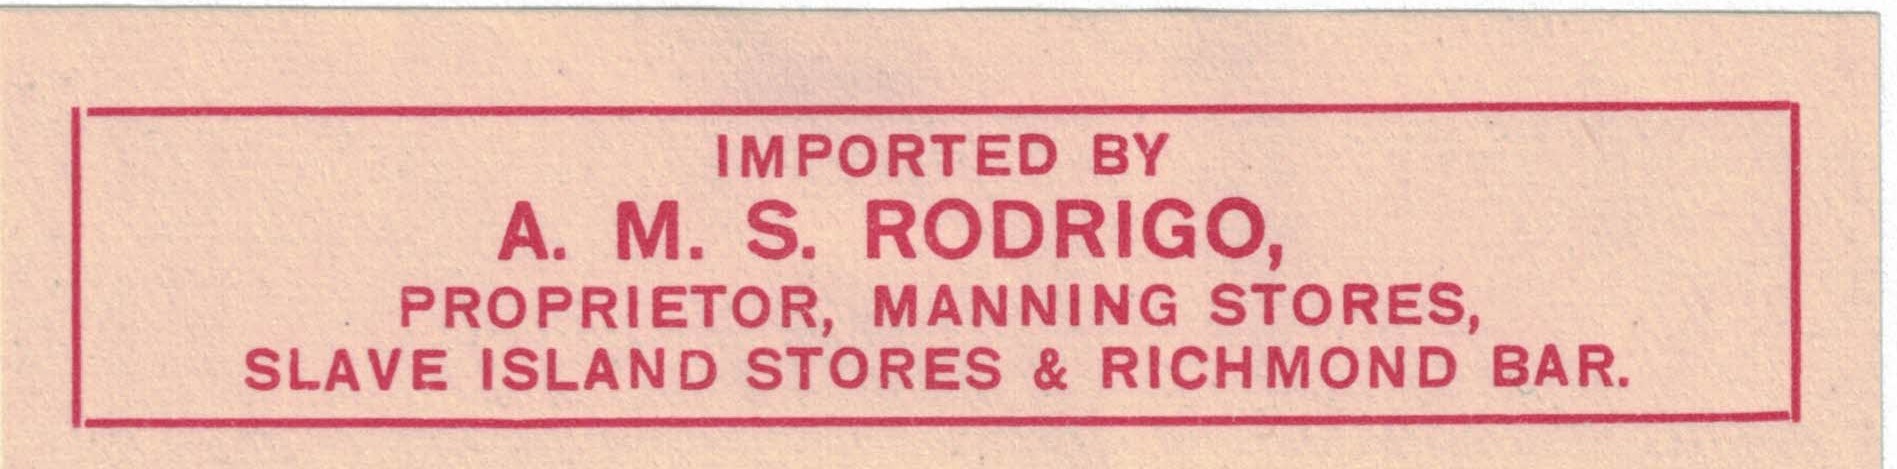 IMPORTED BY
A. M. S. RODRIGO,
PROPRIETOR, MANNING STORES,
SLAVE ISLAND STORES & RICHMOND BAR.